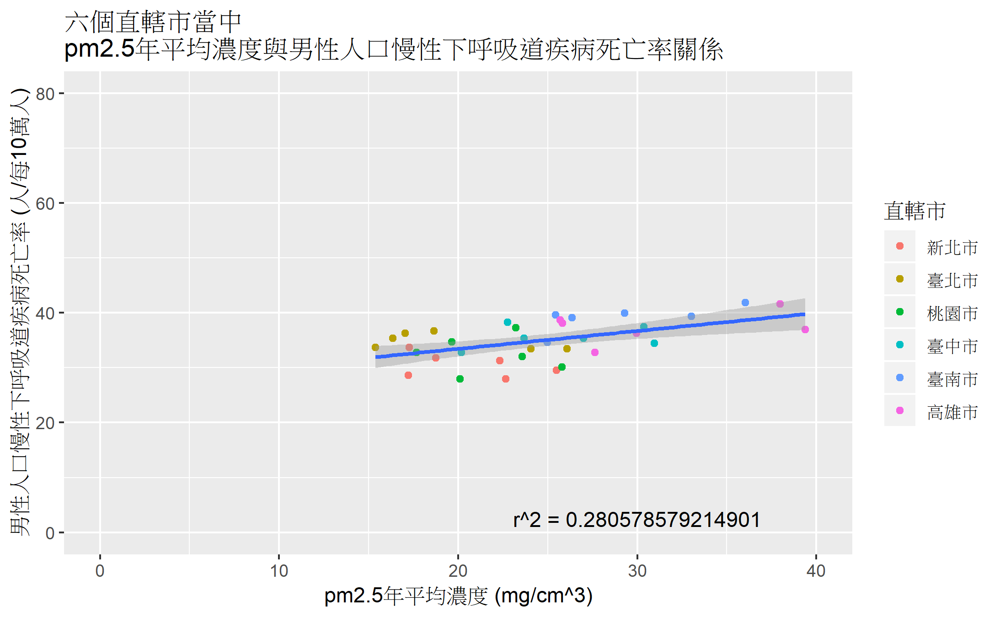 六個直轄市當中
pm2.5年平均濃度與男性人口慢性下呼吸道疾病死亡率關係
男性人口慢性下呼吸道疾病死亡率 (人/每10萬人)
80
60
40
20
0
r^2 = 0.280578579214901
0 10 20 30 40
pm2.5年平均濃度 (mg/cm^3)
直轄市
新北市
臺北市
桃園市
臺中市
臺南市
高雄市